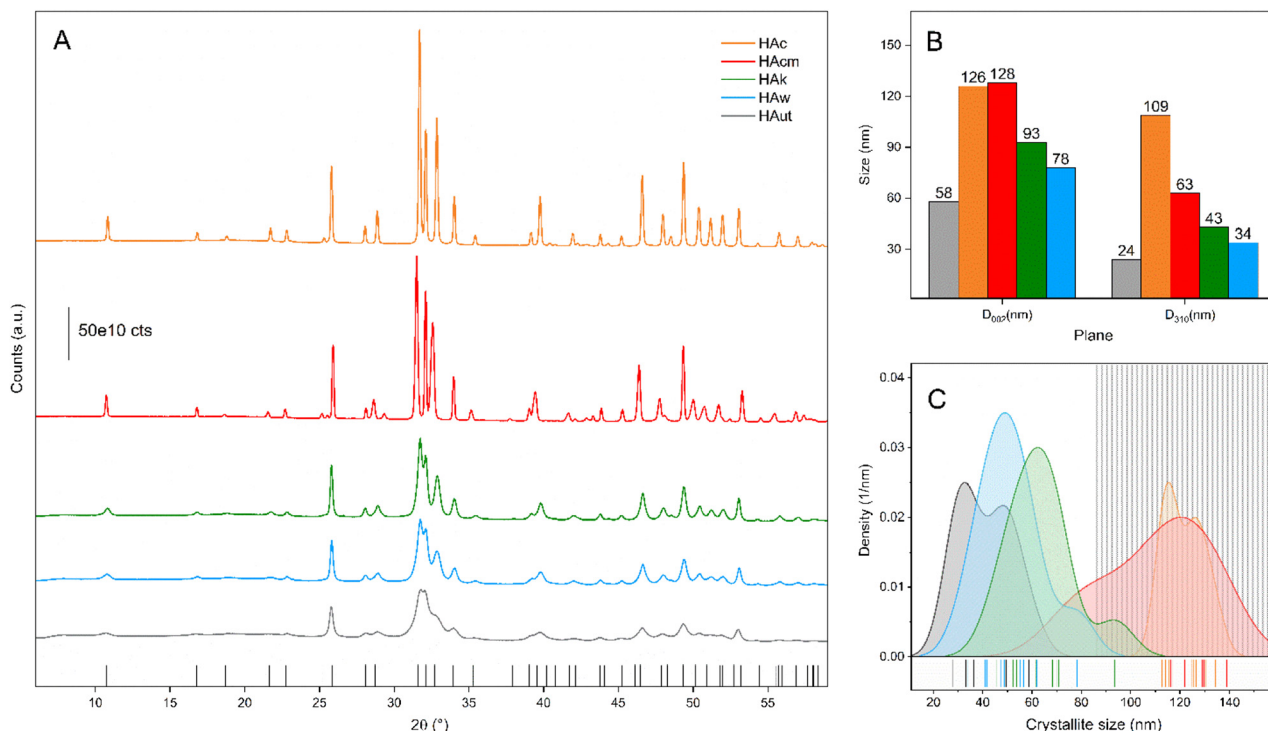 A
HAc
HAcm
HAk
HAw
HAut
50e10 cts
Counts (a.u.)
10 15 20 25 30 35 40 45 50 55
2θ (°)
B
Size (nm)
150
120
90
60
30
58 126 128 93 78 24 109 63 43 34
D002(nm) D310(nm)
Plane
C
Density (1/nm)
0.04
0.03
0.02
0.01
0.00
20 40 60 80 100 120 140
Crystallite size (nm)